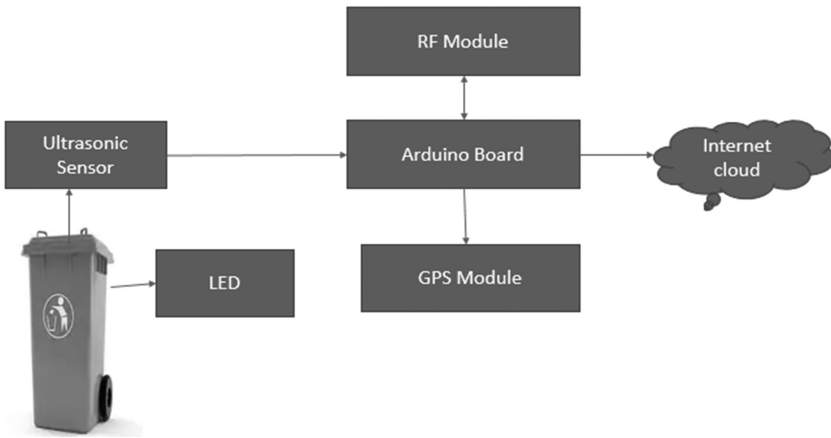 RF Module
Ultrasonic
Sensor
Arduino Board
Internet
cloud
LED
GPS Module